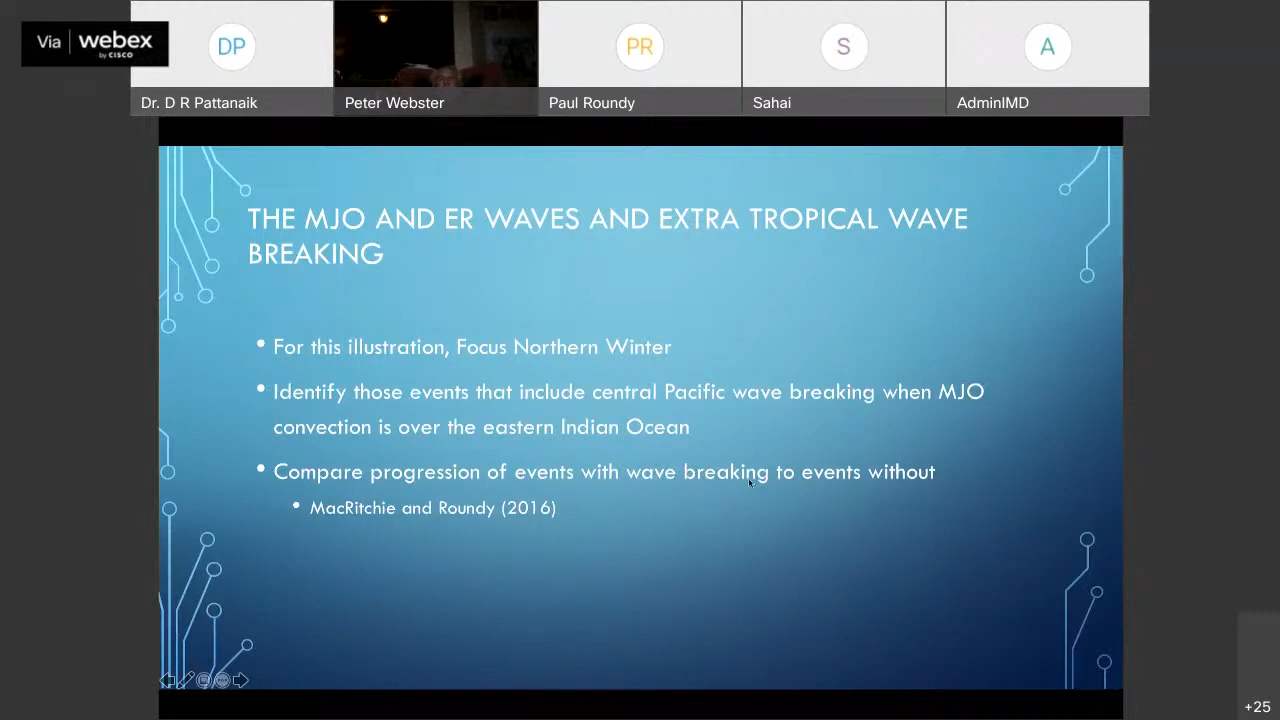 Via webex
by CISCO
DP
PR
S
A
Dr. D R Pattanaik
Peter Webster
Paul Roundy
Sahai
AdminIMD
THE MJO AND ER WAVES AND EXTRA TROPICAL WAVE
BREAKING
• For this illustration, Focus Northern Winter
• Identify those events that include central Pacific wave breaking when MJO
convection is over the eastern Indian Ocean
• Compare progression of events with wave breaking to events without
• MacRitchie and Roundy (2016)
+25